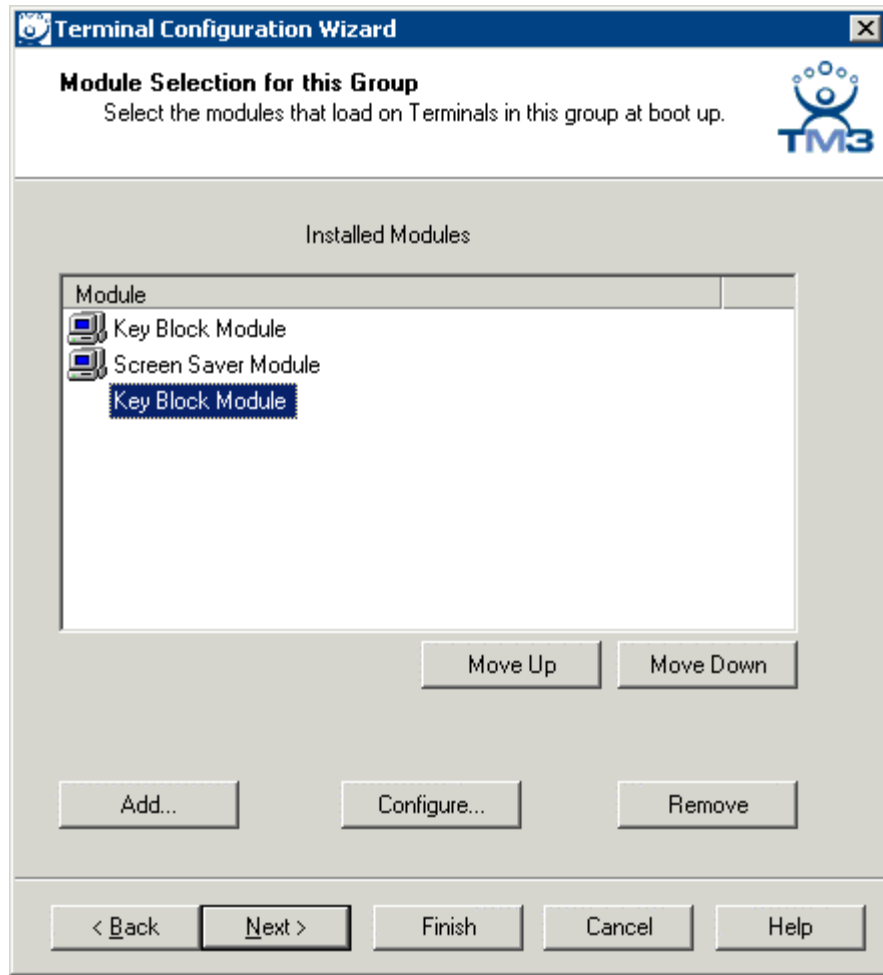 Terminal Configuration Wizard
Module Selection for this Group
Select the modules that load on Terminals in this group at boot up.
TM3
Installed Modules
Module
Key Block Module
Screen Saver Module
Key Block Module
Move Up Move Down
Add... Configure... Remove
< Back Next > Finish Cancel Help